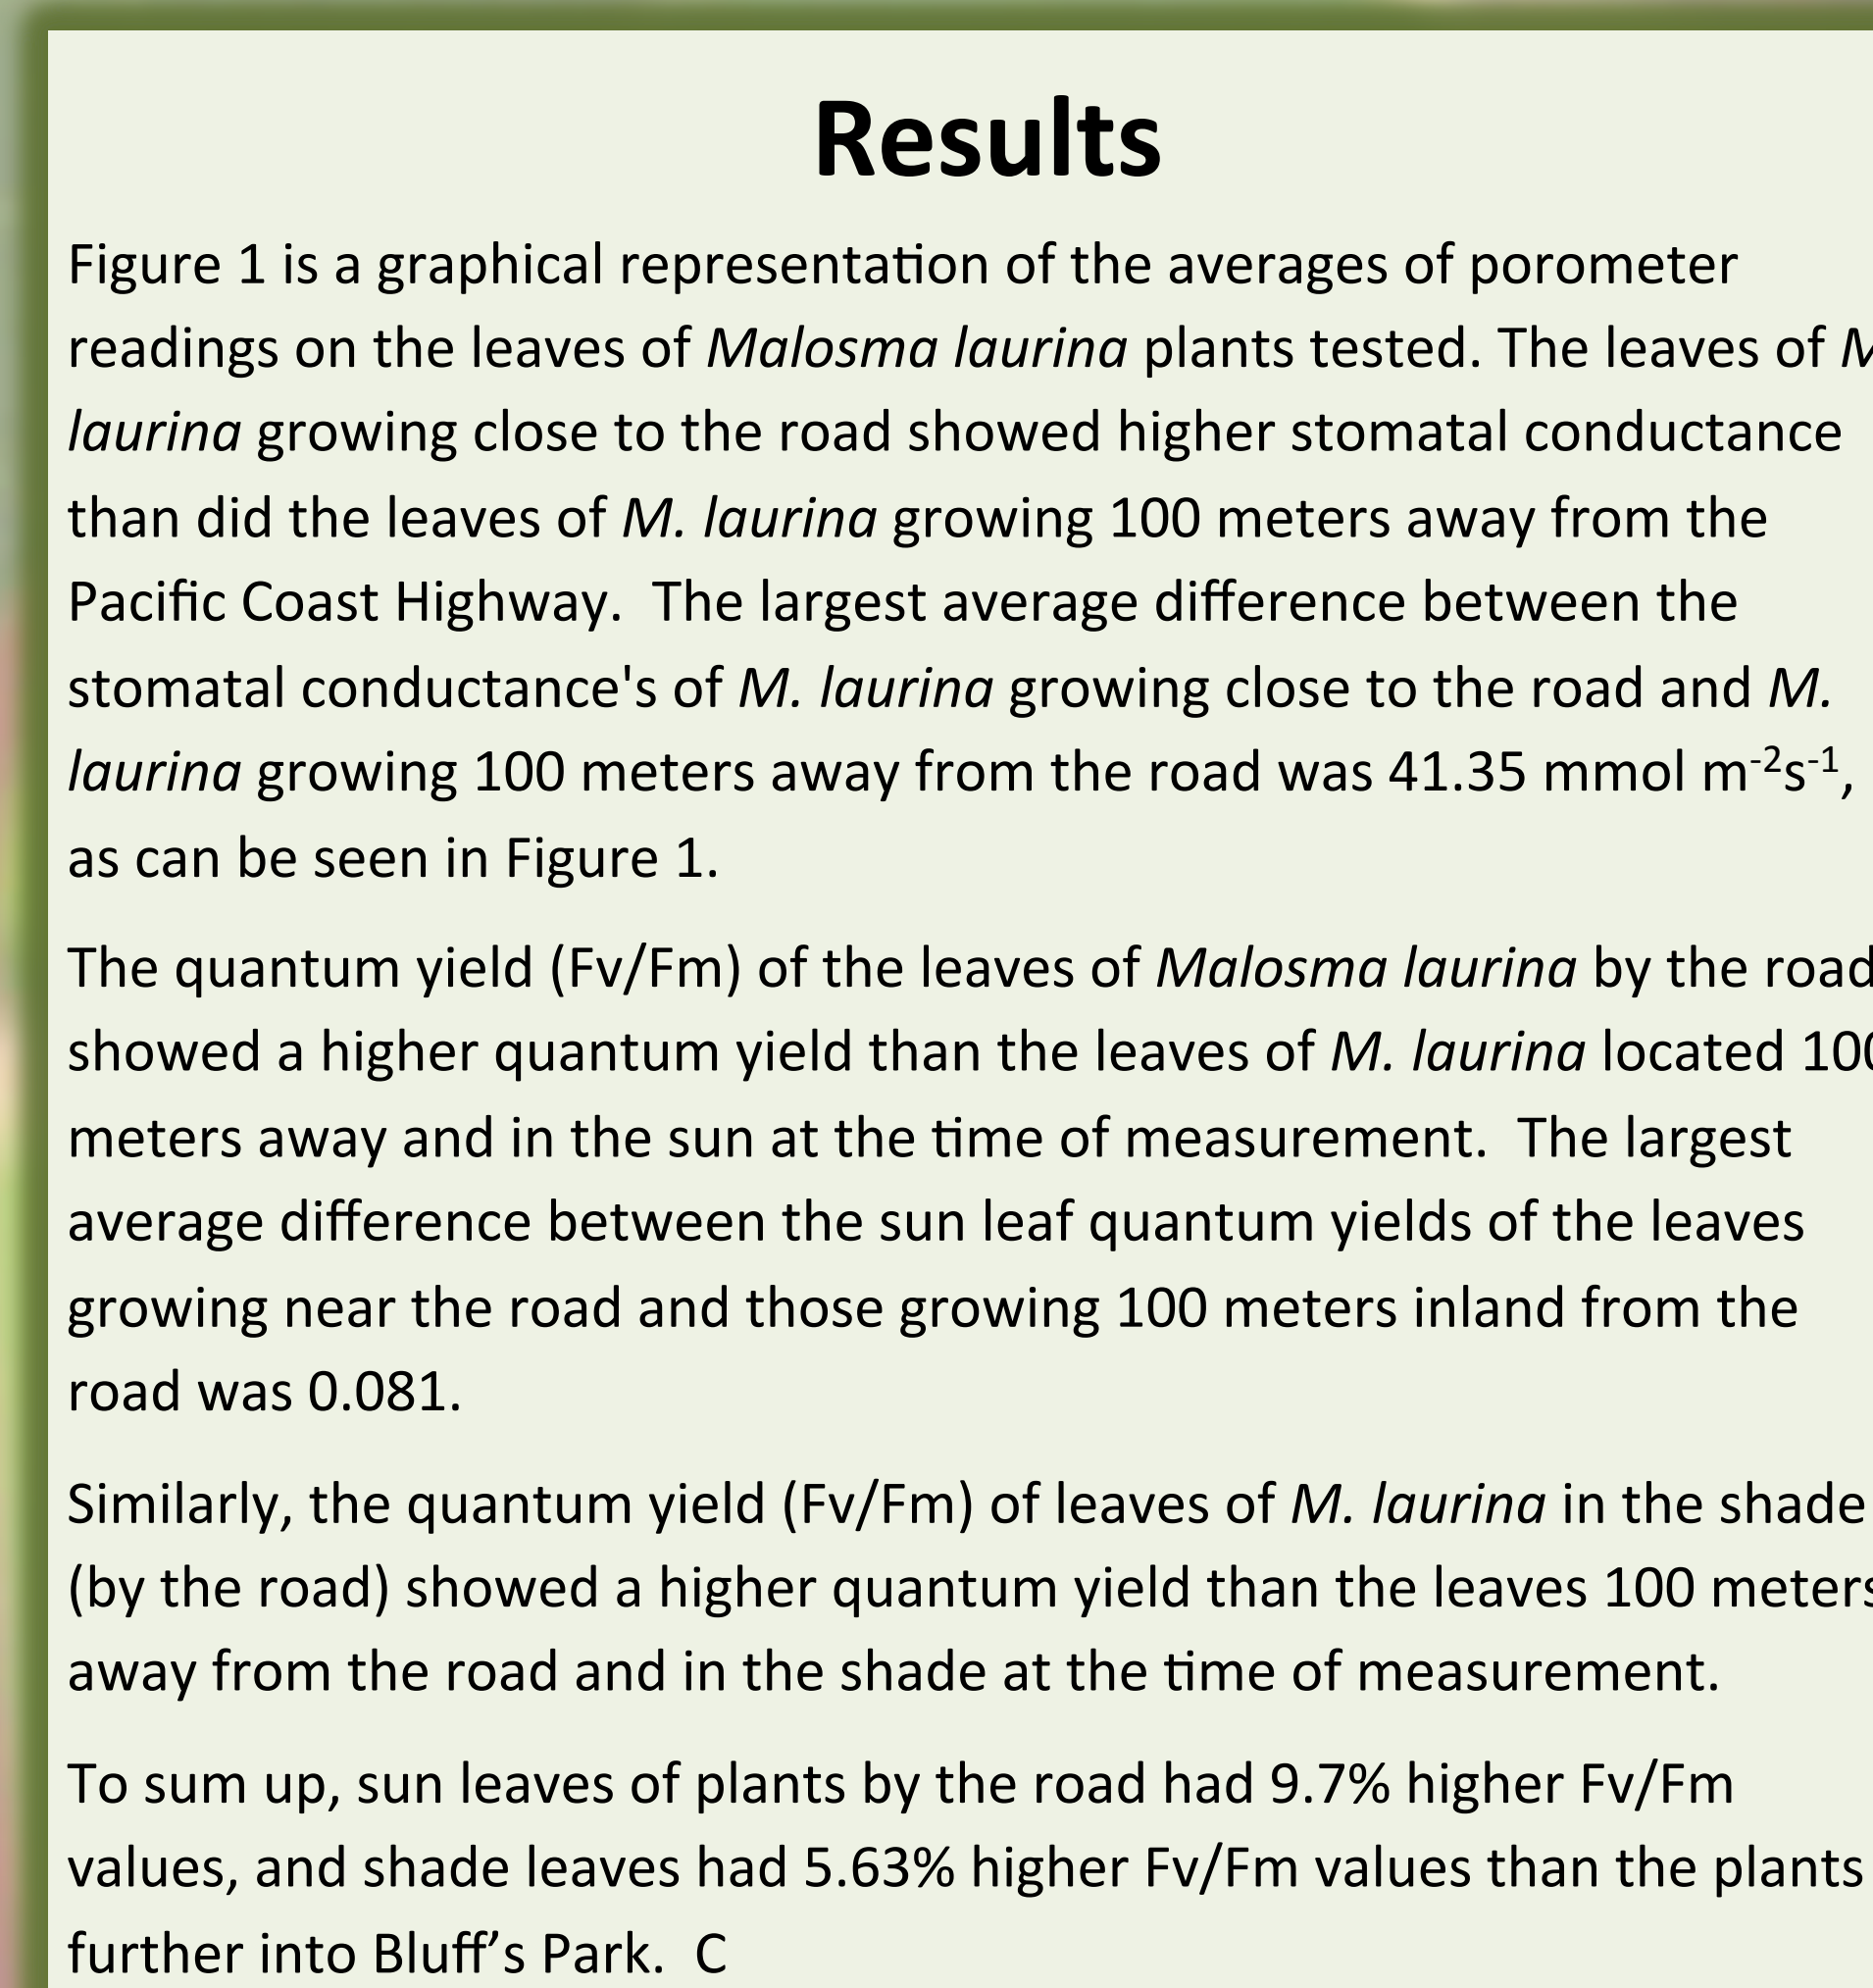 Results
Figure 1 is a graphical representation of the averages of porometer
readings on the leaves of Malosma laurina plants tested. The leaves of M
laurina growing close to the road showed higher stomatal conductance
than did the leaves of M. laurina growing 100 meters away from the
Pacific Coast Highway.  The largest average difference between the
stomatal conductance's of M. laurina growing close to the road and M.
laurina growing 100 meters away from the road was 41.35 mmol m⁻²s⁻¹,
as can be seen in Figure 1.
The quantum yield (Fv/Fm) of the leaves of Malosma laurina by the road
showed a higher quantum yield than the leaves of M. laurina located 100
meters away and in the sun at the time of measurement.  The largest
average difference between the sun leaf quantum yields of the leaves
growing near the road and those growing 100 meters inland from the
road was 0.081.
Similarly, the quantum yield (Fv/Fm) of leaves of M. laurina in the shade
(by the road) showed a higher quantum yield than the leaves 100 meters
away from the road and in the shade at the time of measurement.
To sum up, sun leaves of plants by the road had 9.7% higher Fv/Fm
values, and shade leaves had 5.63% higher Fv/Fm values than the plants
further into Bluff’s Park.  C